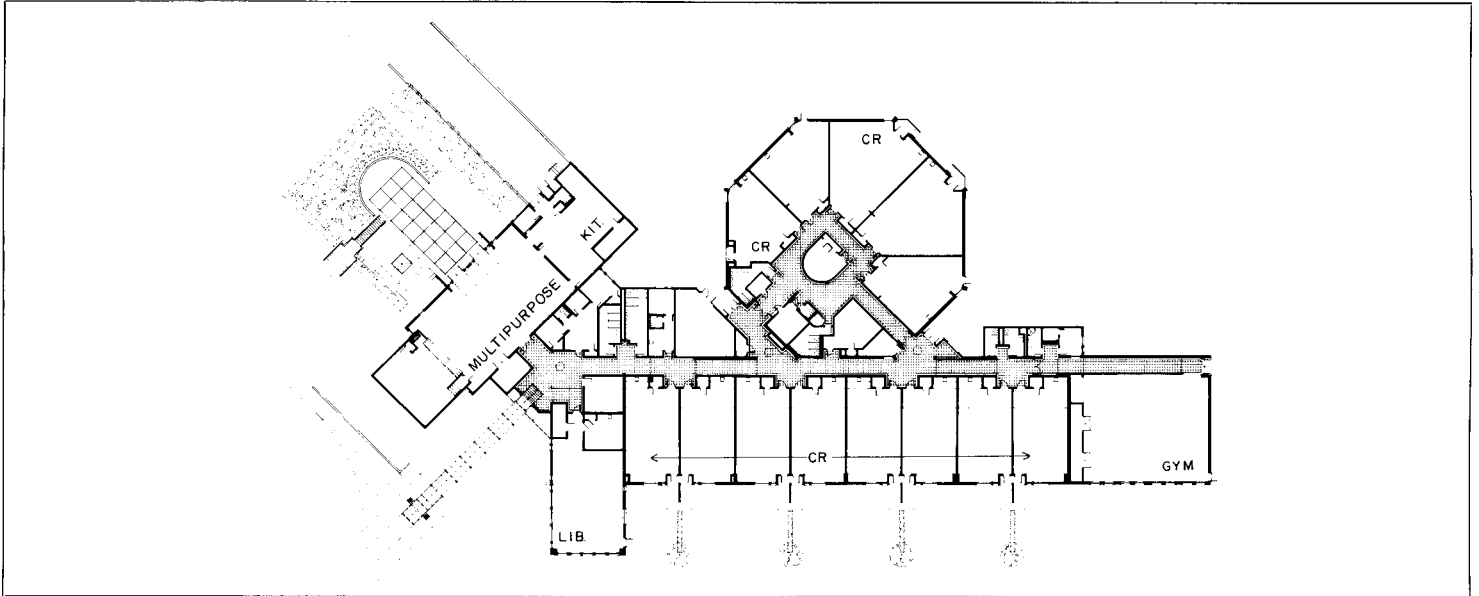 CR
CR
KIT.
MULTIPURPOSE
CR
GYM
LIB.